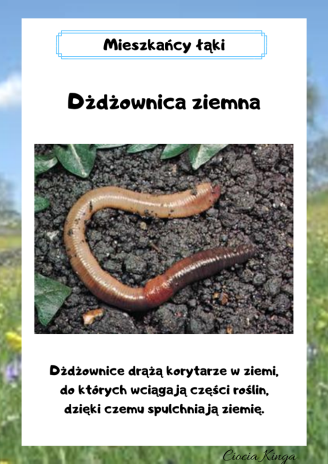 Mieszkańcy łąki
Dżdżownica ziemna
Dżdżownice drążą korytarze w ziemi,
do których wciągają części roślin,
dzięki czemu spulchniają ziemię.
Ciocia Kinga